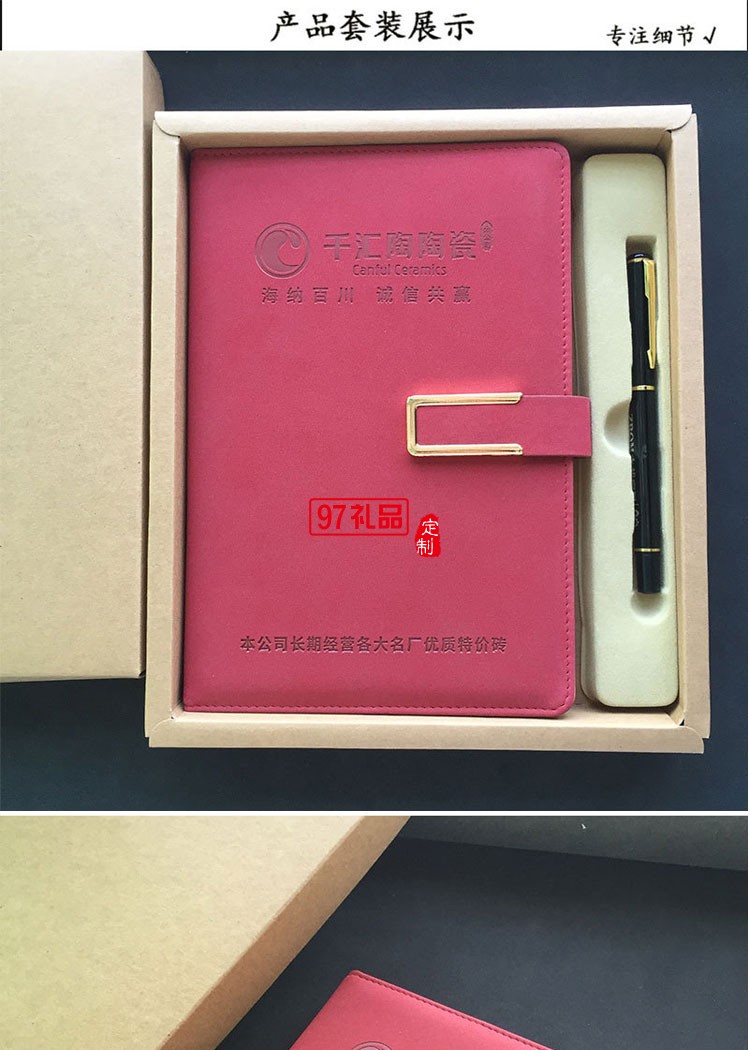 产品套装展示
专注细节√
千汇陶陶瓷
Canful Ceramics
海纳百川 诚信共赢
97礼品
定制
本公司长期经营各大名厂优质特价砖